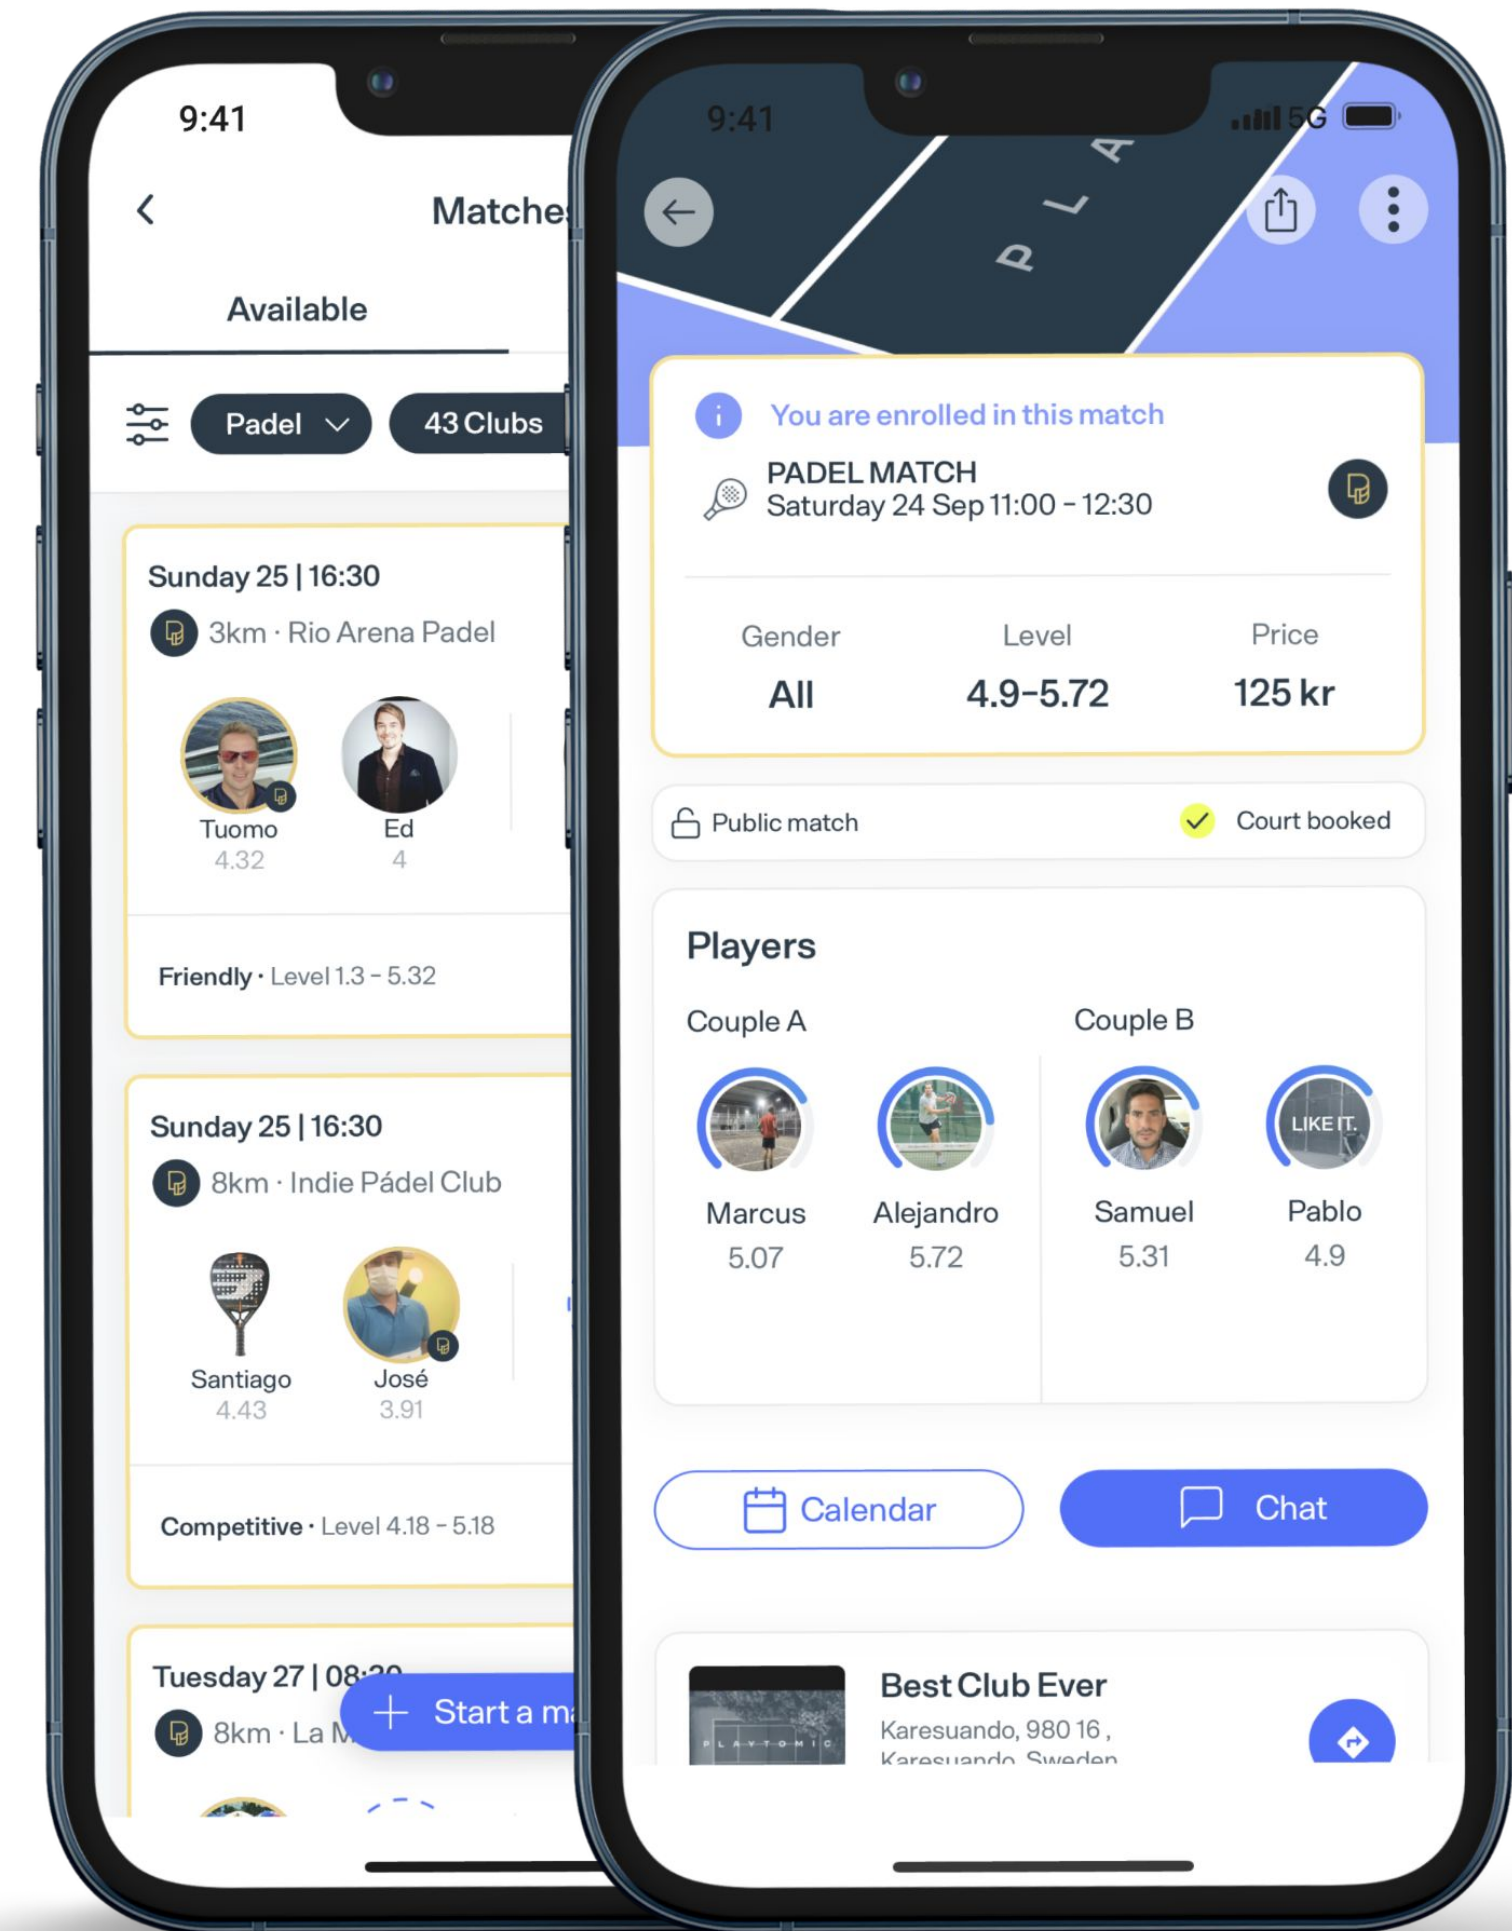 9:41
Matches
Available
Padel
43 Clubs
Sunday 25 | 16:30
3km · Rio Arena Padel
Tuomo
Ed
4.32
4
Friendly · Level 1.3 – 5.32
Sunday 25 | 16:30
8km · Indie Pádel Club
Santiago
José
4.43
3.91
Competitive · Level 4.18 – 5.18
Tuesday 27 | 08:30
8km · La M
Start a ma
9:41
5G
PLA
You are enrolled in this match
PADEL MATCH
Saturday 24 Sep 11:00 – 12:30
Gender
Level
Price
All
4.9–5.72
125 kr
Public match
Court booked
Players
Couple A
Couple B
LIKE IT.
Marcus
Alejandro
Samuel
Pablo
5.07
5.72
5.31
4.9
Calendar
Chat
Best Club Ever
PLAYTOMIC
Karesuando, 980 16 ,
Karesuando, Sweden